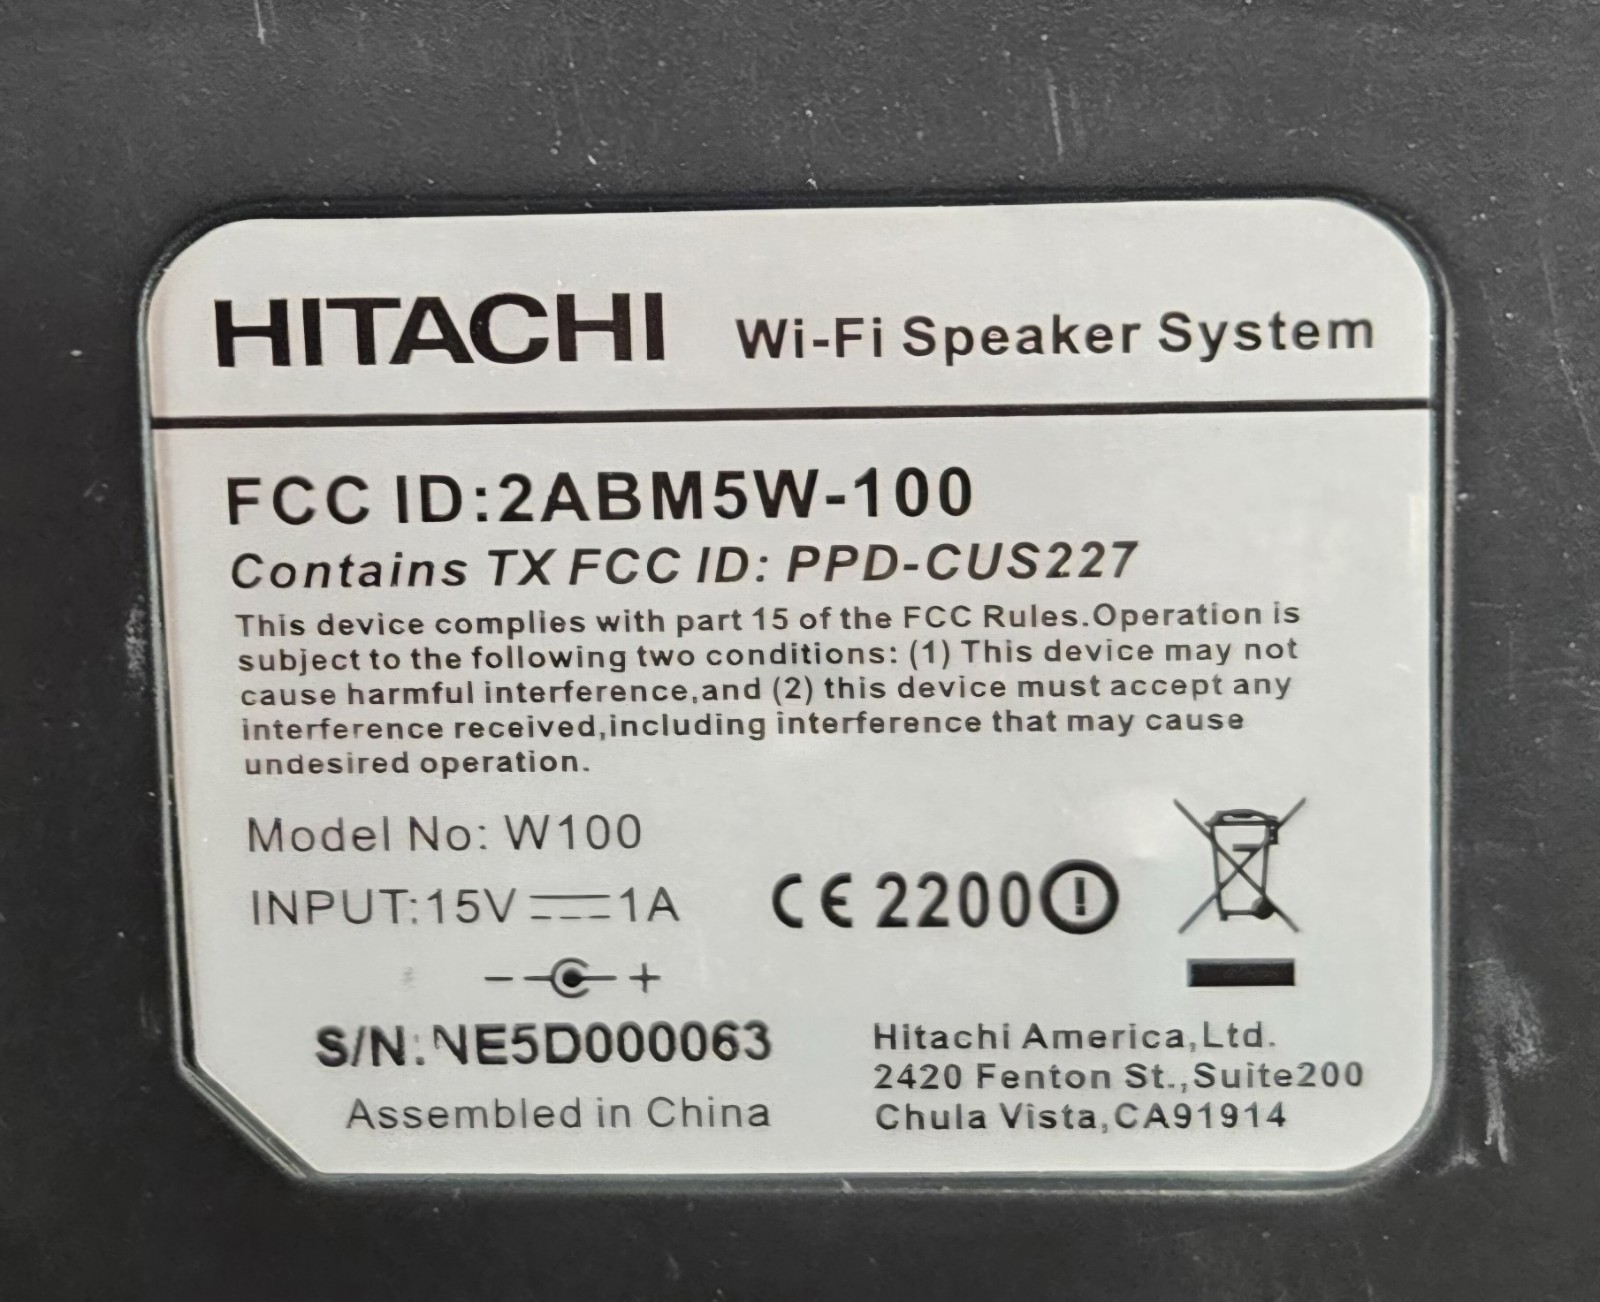 HITACHI Wi-Fi Speaker System
FCC ID:2ABM5W-100
Contains TX FCC ID: PPD-CUS227
This device complies with part 15 of the FCC Rules.Operation is
subject to the following two conditions: (1) This device may not
cause harmful interference,and (2) this device must accept any
interference received,including interference that may cause
undesired operation.
Model No: W100
INPUT:15V⎓1A
CE 2200
- +
S/N:NE5D000063
Assembled in China
Hitachi America,Ltd.
2420 Fenton St.,Suite200
Chula Vista,CA91914